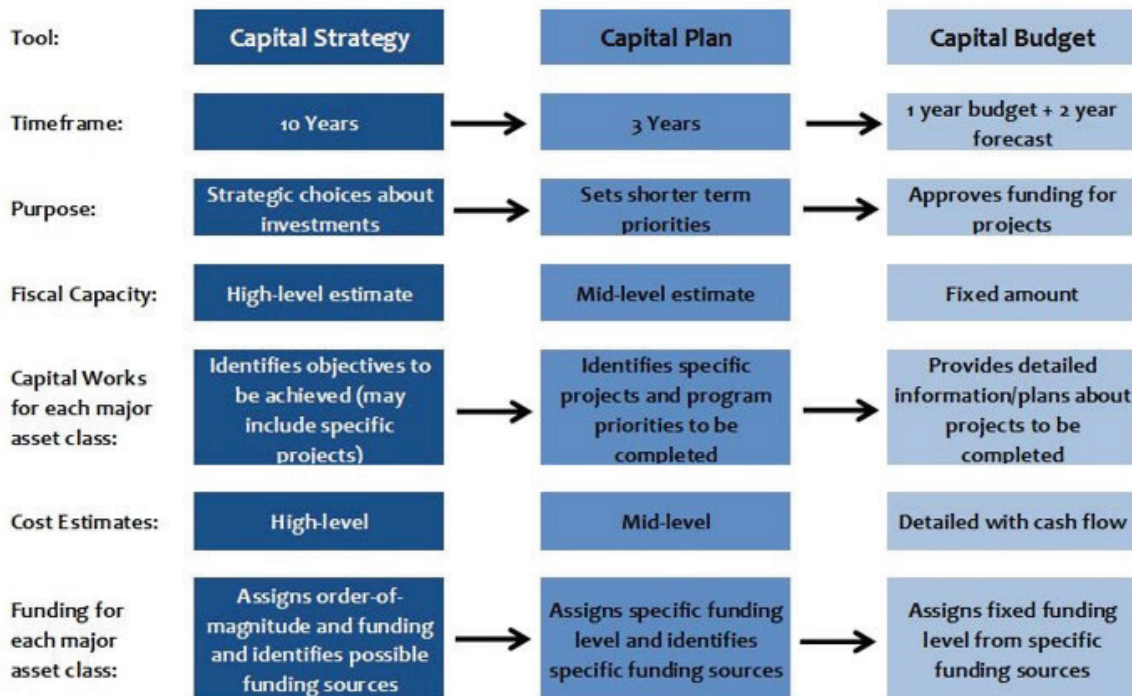 Tool:
Capital Strategy
Capital Plan
Capital Budget
Timeframe:
10 Years
3 Years
1 year budget + 2 year
forecast
Purpose:
Strategic choices about
investments
Sets shorter term
priorities
Approves funding for
projects
Fiscal Capacity:
High-level estimate
Mid-level estimate
Fixed amount
Capital Works
for each major
asset class:
Identifies objectives to
be achieved (may
include specific
projects)
Identifies specific
projects and program
priorities to be
completed
Provides detailed
information/plans about
projects to be
completed
Cost Estimates:
High-level
Mid-level
Detailed with cash flow
Funding for
each major
asset class:
Assigns order-of-
magnitude and funding
and identifies possible
funding sources
Assigns specific funding
level and identifies
specific funding sources
Assigns fixed funding
level from specific
funding sources